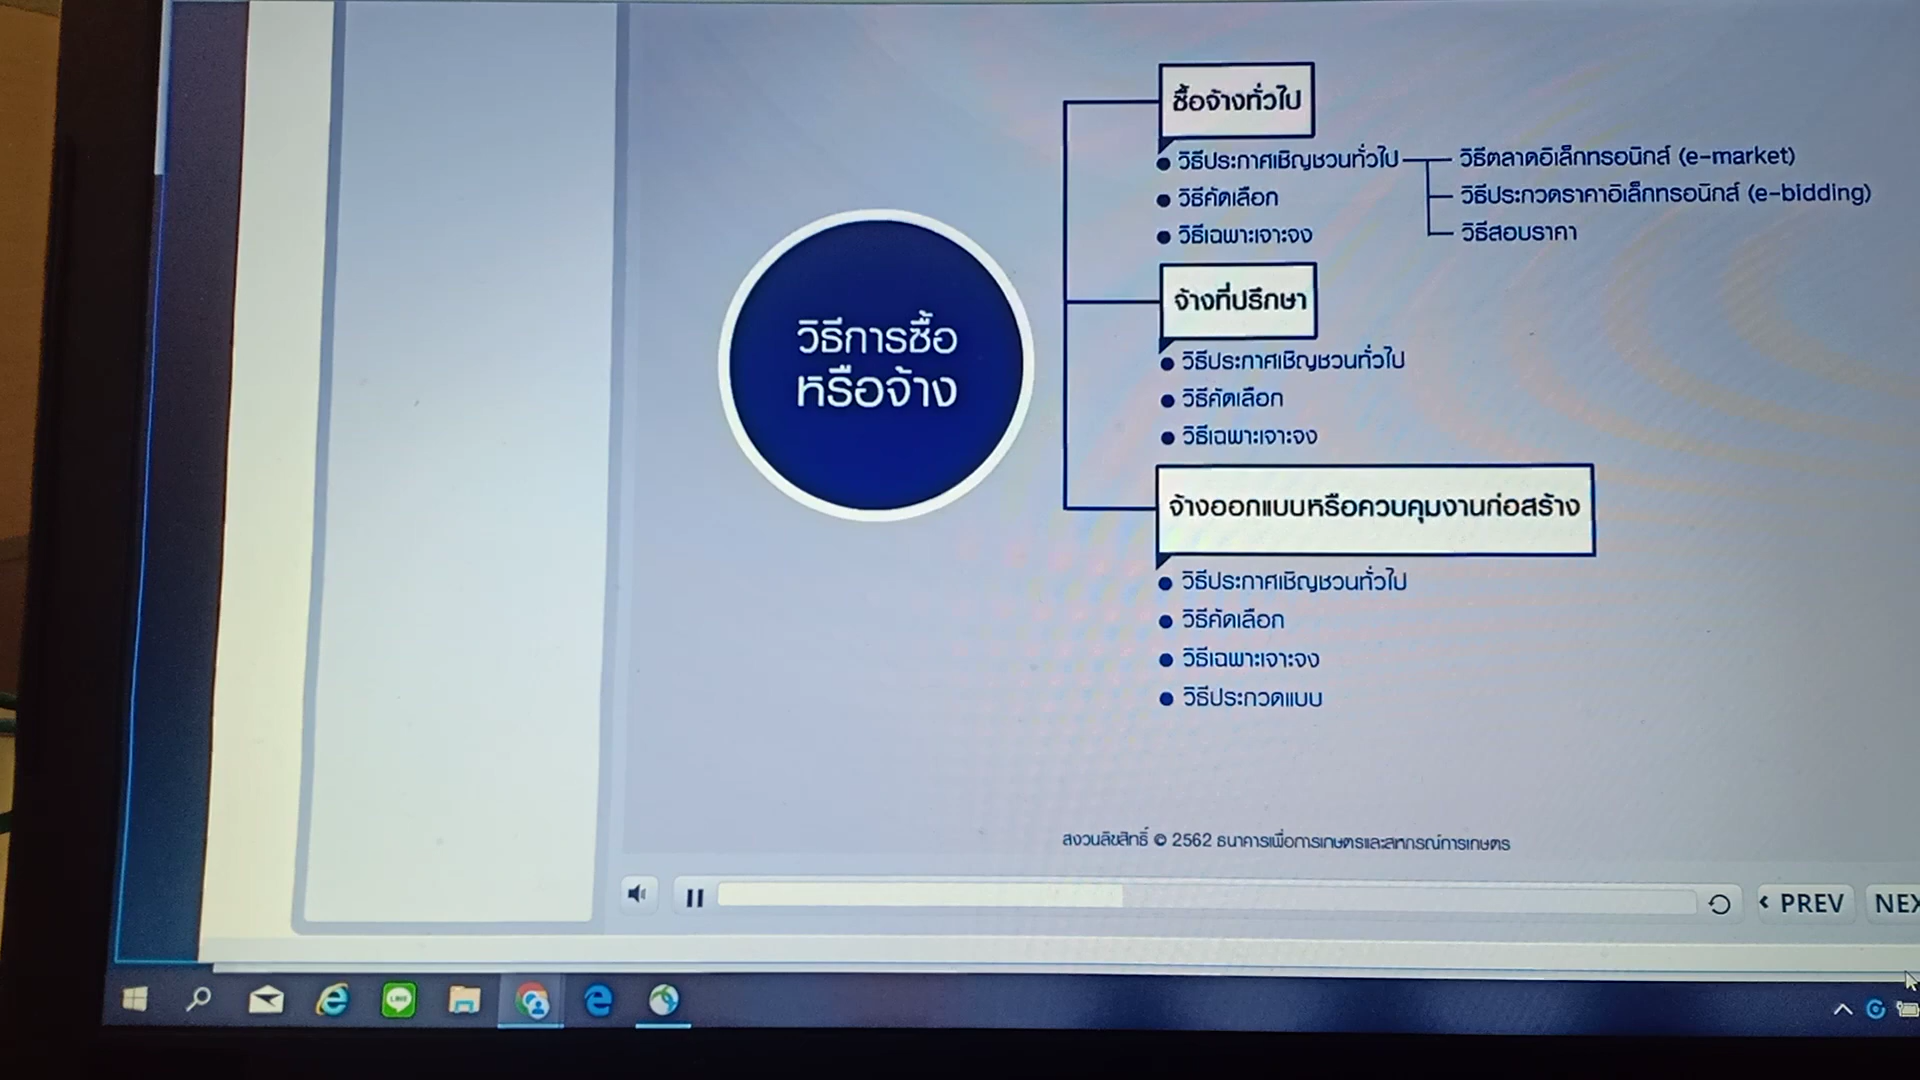 วิธีการซื้อ
หรือจ้าง
ซื้อจ้างทั่วไป
วิธีประกาศเชิญชวนทั่วไป
วิธีตลาดอิเล็กทรอนิกส์ (e-market)
วิธีประกวดราคาอิเล็กทรอนิกส์ (e-bidding)
วิธีสอบราคา
วิธีคัดเลือก
วิธีเฉพาะเจาะจง
จ้างที่ปรึกษา
วิธีประกาศเชิญชวนทั่วไป
วิธีคัดเลือก
วิธีเฉพาะเจาะจง
จ้างออกแบบหรือควบคุมงานก่อสร้าง
วิธีประกาศเชิญชวนทั่วไป
วิธีคัดเลือก
วิธีเฉพาะเจาะจง
วิธีประกวดแบบ
สงวนลิขสิทธิ์ © 2562 ธนาคารเพื่อการเกษตรและสหกรณ์การเกษตร
PREV
NEX
LINE